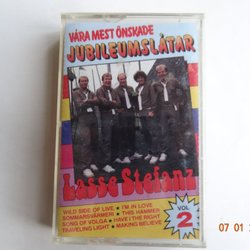 VÅRA MEST ÖNSKADE
JUBILEUMSLÅTAR
Lasse Stefanz
WILD SIDE OF LIVE ★ I'M IN LOVE
SOMMARSVÄRMERI ★ THIS HAMMER
SONG OF VOLGA ★ HAVE I THE RIGHT
TRAVELING LIGHT ★ MAKING BELIEVE
VOL
2
07 01